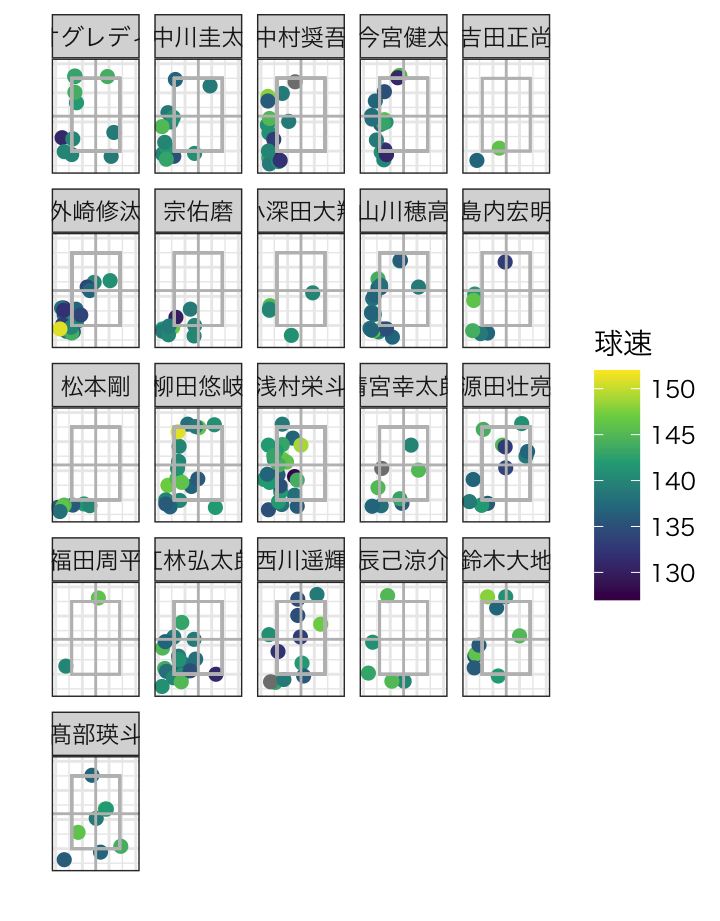 グレディ
中川圭太
中村奨吾
今宮健太
吉田正尚
外崎修汰
宗佑磨
深田大翔
山川穂高
島内宏明
松本剛
柳田悠岐
浅村栄斗
宮幸太郎
源田壮亮
福田周平
林弘太郎
西川遥輝
辰己涼介
鈴木大地
髙部瑛斗
球速
150
145
140
135
130